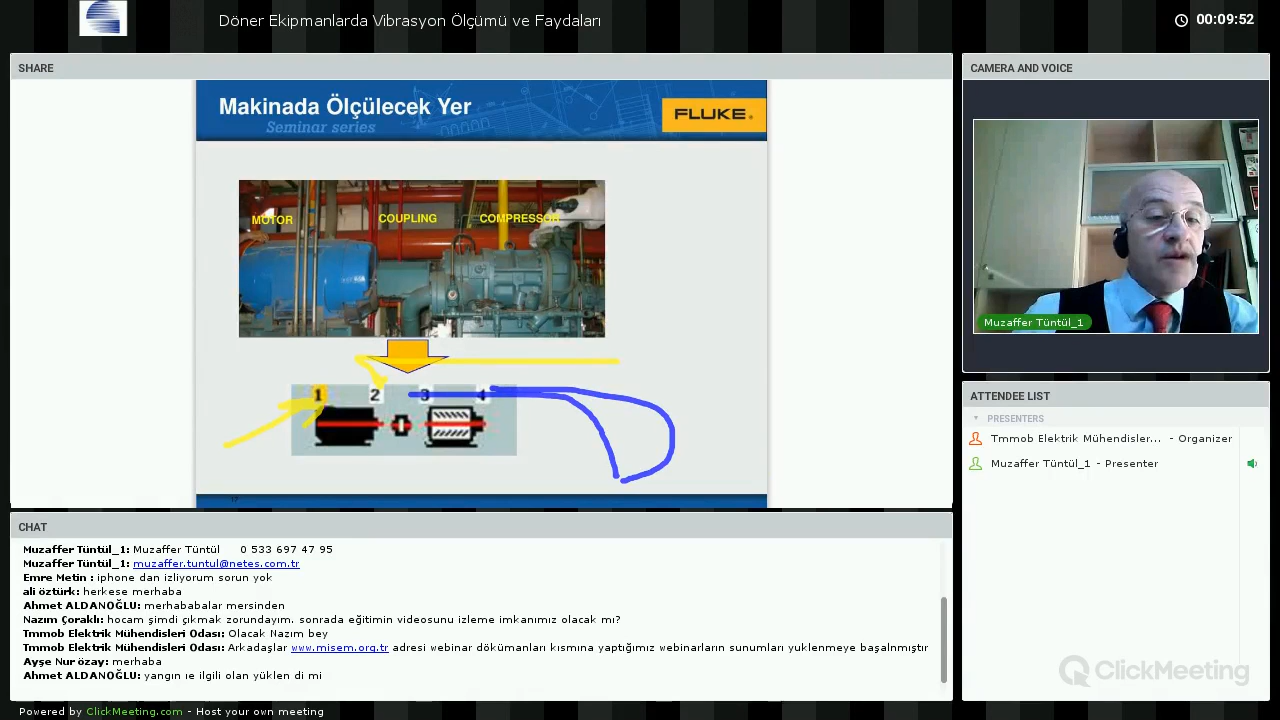 Döner Ekipmanlarda Vibrasyon Ölçümü ve Faydaları
00:09:52
SHARE
Makinada Ölçülecek Yer
Seminar series
FLUKE®
MOTOR
COUPLING
COMPRESSOR
1
2
3
4
CAMERA AND VOICE
Muzaffer Tüntül_1
ATTENDEE LIST
PRESENTERS
Tmmob Elektrik Mühendisler... - Organizer
Muzaffer Tüntül_1 - Presenter
CHAT
Muzaffer Tüntül_1: Muzaffer Tüntül 0 533 697 47 95
Muzaffer Tüntül_1: muzaffer.tuntul@netes.com.tr
Emre Metin : iphone dan izliyorum sorun yok
ali öztürk: herkese merhaba
Ahmet ALDANOĞLU: merhababalar mersinden
Nazım Çoraklı: hocam şimdi çıkmak zorundayım. sonrada eğitimin videosunu izleme imkanımız olacak mı?
Tmmob Elektrik Mühendisleri Odası: Olacak Nazım bey
Tmmob Elektrik Mühendisleri Odası: Arkadaşlar www.misem.org.tr adresi webinar dökümanları kısmına yaptığımız webinarların sunumları yuklenmeye başalnmıştır
Ayşe Nur özay: merhaba
Ahmet ALDANOĞLU: yangın ıe ilgili olan yüklen di mi
ClickMeeting
Powered by ClickMeeting.com - Host your own meeting